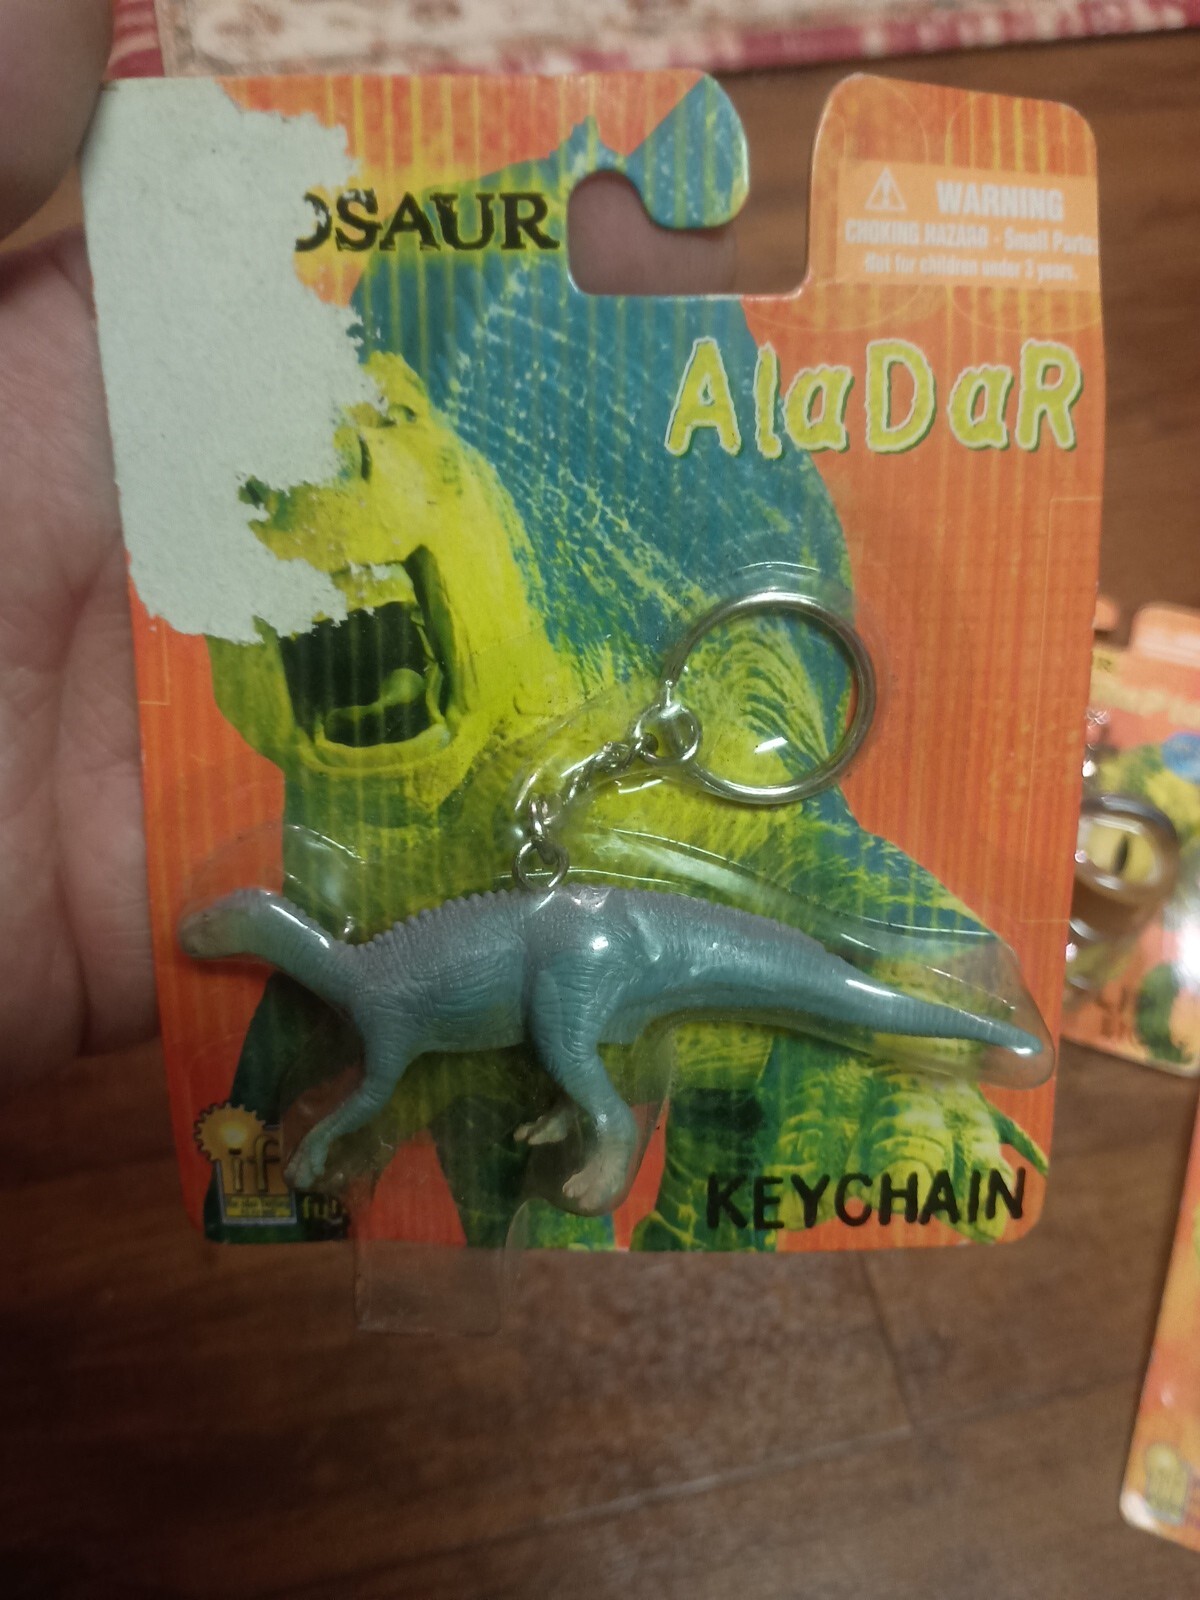 OSAUR
WARNING
CHOKING HAZARD - Small Parts
Not for children under 3 years.
AlaDaR
KEYCHAIN